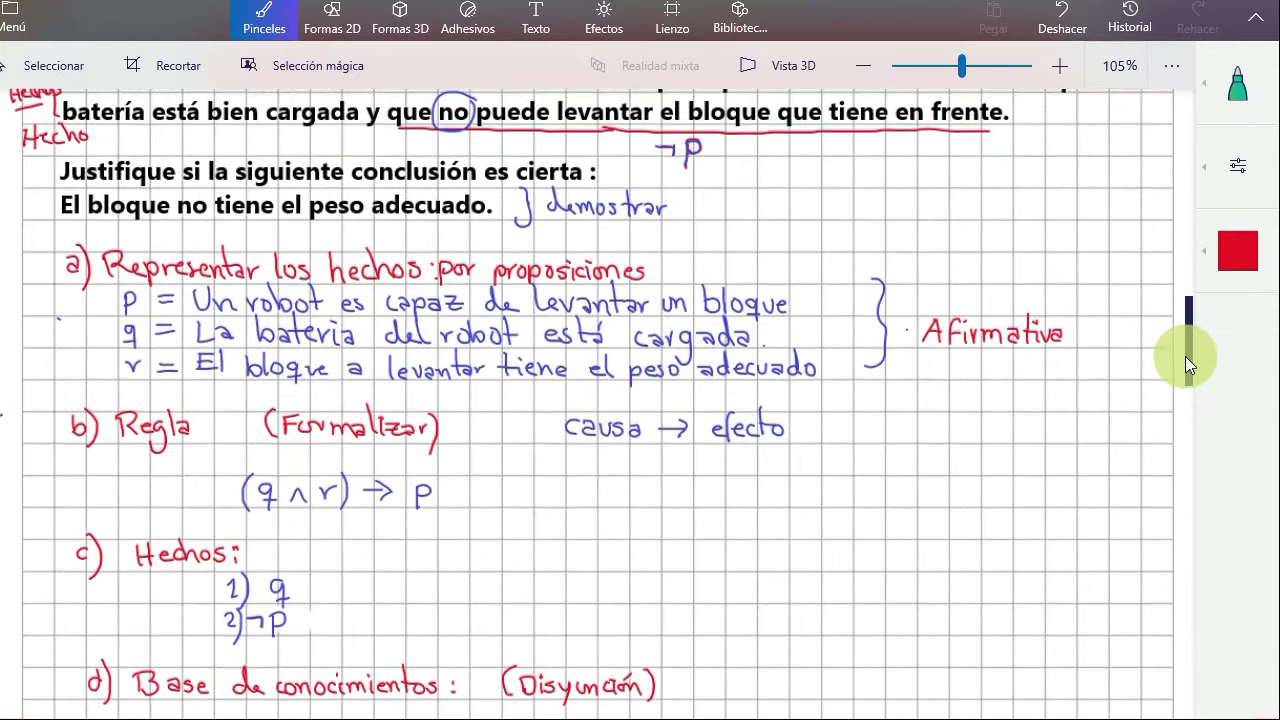 Menú
Pinceles Formas 2D Formas 3D Adhesivos Texto Efectos Lienzo Bibliotec... Pegar Deshacer Historial Rehacer
Seleccionar Recortar Selección mágica Realidad mixta Vista 3D 105%
batería está bien cargada y que no puede levantar el bloque que tiene en frente.
Hecho
¬p
Justifique si la siguiente conclusión es cierta :
El bloque no tiene el peso adecuado. } demostrar
a) Representar los hechos: por proposiciones
p = Un robot es capaz de levantar un bloque
q = La bateria del robot está cargada.
r = El bloque a levantar tiene el peso adecuado
} Afirmativa
b) Regla (Formalizar) causa → efecto
(q ∧ r) → p
c) Hechos:
1) q
2) ¬p
d) Base de conocimientos: (Disyunción)